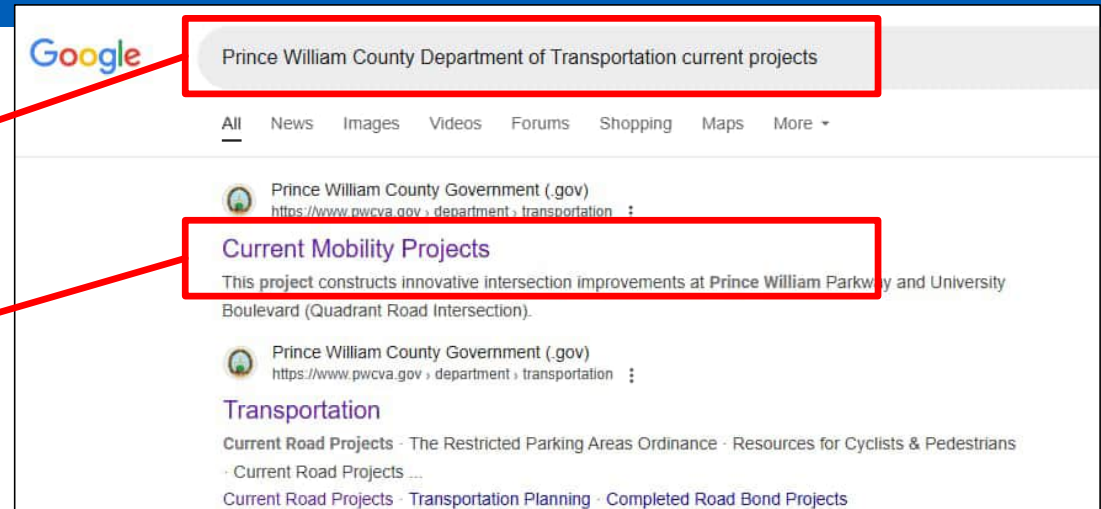 Google
Prince William County Department of Transportation current projects
All News Images Videos Forums Shopping Maps More
Prince William County Government (.gov)
https://www.pwcva.gov › department › transportation
Current Mobility Projects
This project constructs innovative intersection improvements at Prince William Parkway and University
Boulevard (Quadrant Road Intersection).
Prince William County Government (.gov)
https://www.pwcva.gov › department › transportation
Transportation
Current Road Projects · The Restricted Parking Areas Ordinance · Resources for Cyclists & Pedestrians
· Current Road Projects ...
Current Road Projects · Transportation Planning · Completed Road Bond Projects